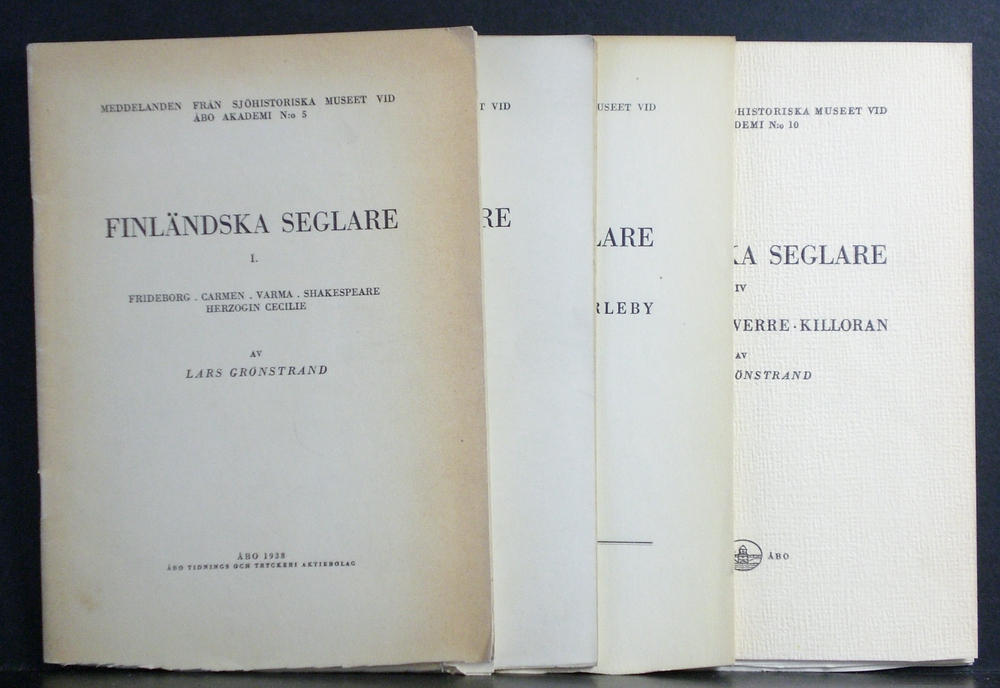 MEDDELANDEN FRÅN SJÖHISTORISKA MUSEET VID
ÅBO AKADEMI N:o 5
FINLÄNDSKA SEGLARE
I.
FRIDEBORG . CARMEN . VARMA . SHAKESPEARE
HERZOGIN CECILIE
AV
LARS GRÖNSTRAND
ÅBO 1938
ÅBO TIDNINGS OCH TRYCKERI AKTIEBOLAG
T VID
RE
USEET VID
LARE
RLEBY
HISTORISKA MUSEET VID
DEMI N:o 10
KA SEGLARE
IV
WERRE · KILLORAN
AV
ÖNSTRAND
ÅBO